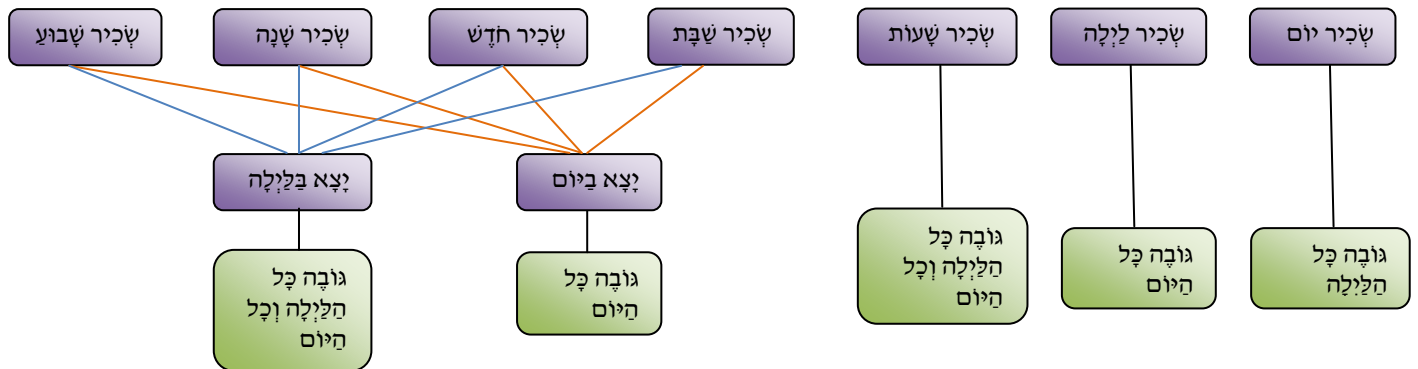 שְׂכִיר יוֹם
שְׂכִיר לַיְלָה
שְׂכִיר שָׁעוֹת
שְׂכִיר שַׁבָּת
שְׂכִיר חֹדֶשׁ
שְׂכִיר שָׁנָה
שְׂכִיר שָׁבוּעַ
יָצָא בַיּוֹם
יָצָא בַּלַּיְלָה
גּוֹבֶה כָּל
הַלַּיְלָה
גּוֹבֶה כָּל
הַיּוֹם
גּוֹבֶה כָּל
הַלַּיְלָה וְכָל
הַיּוֹם
גּוֹבֶה כָּל
הַיּוֹם
גּוֹבֶה כָּל
הַלַּיְלָה וְכָל
הַיּוֹם